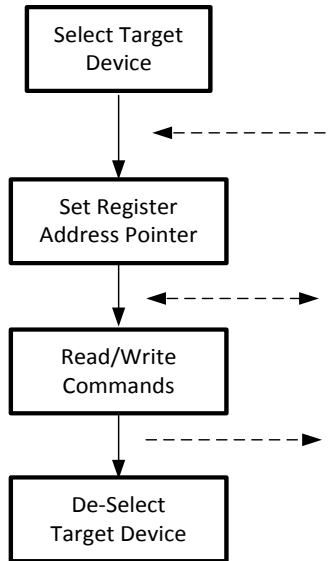 Select Target
Device
Set Register
Address Pointer
Read/Write
Commands
De-Select
Target Device